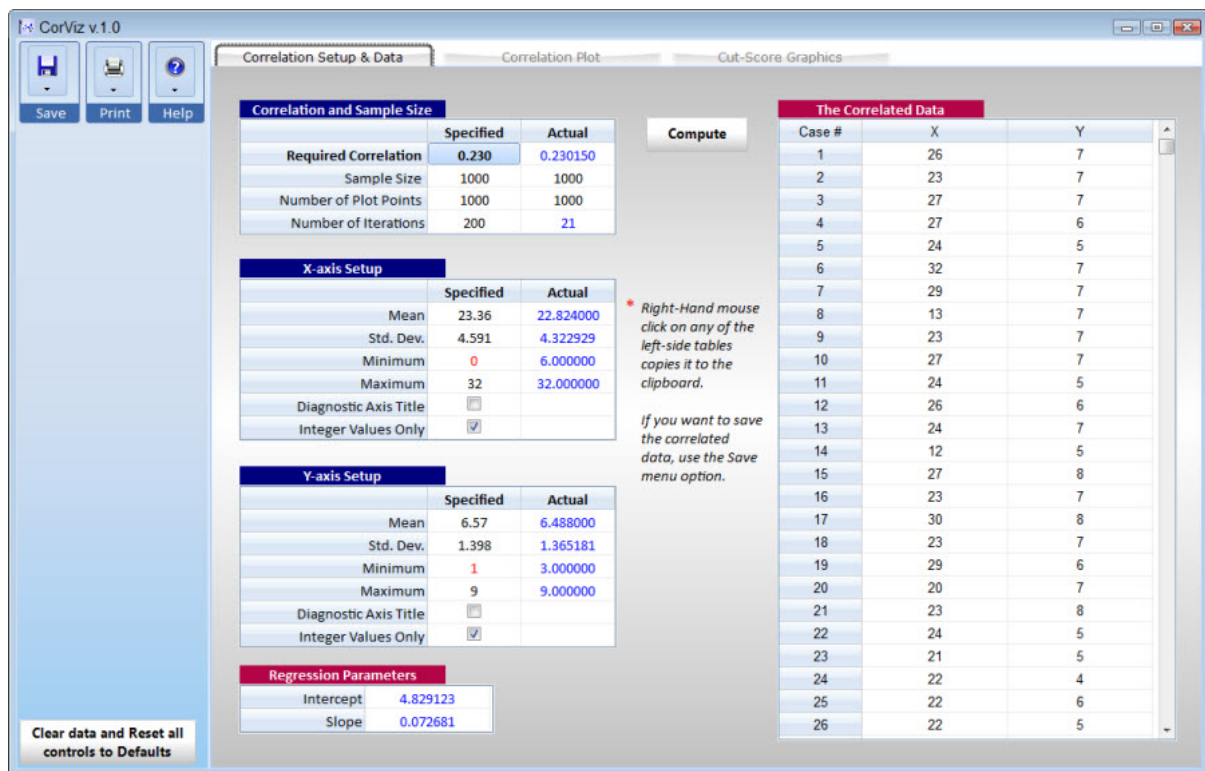 CorViz v.1.0
Save Print Help
Correlation Setup & Data Correlation Plot Cut-Score Graphics
Correlation and Sample Size
Specified Actual
Required Correlation 0.230 0.230150
Sample Size 1000 1000
Number of Plot Points 1000 1000
Number of Iterations 200 21
X-axis Setup
Specified Actual
Mean 23.36 22.824000
Std. Dev. 4.591 4.322929
Minimum 0 6.000000
Maximum 32 32.000000
Diagnostic Axis Title
Integer Values Only
Y-axis Setup
Specified Actual
Mean 6.57 6.488000
Std. Dev. 1.398 1.365181
Minimum 1 3.000000
Maximum 9 9.000000
Diagnostic Axis Title
Integer Values Only
Regression Parameters
Intercept 4.829123
Slope 0.072681
Compute
* Right-Hand mouse
click on any of the
left-side tables
copies it to the
clipboard.
If you want to save
the correlated
data, use the Save
menu option.
The Correlated Data
Case # X Y
1 26 7
2 23 7
3 27 7
4 27 6
5 24 5
6 32 7
7 29 7
8 13 7
9 23 7
10 27 7
11 24 5
12 26 6
13 24 7
14 12 5
15 27 8
16 23 7
17 30 8
18 23 7
19 29 6
20 20 7
21 23 8
22 24 5
23 21 5
24 22 4
25 22 6
26 22 5
Clear data and Reset all
controls to Defaults